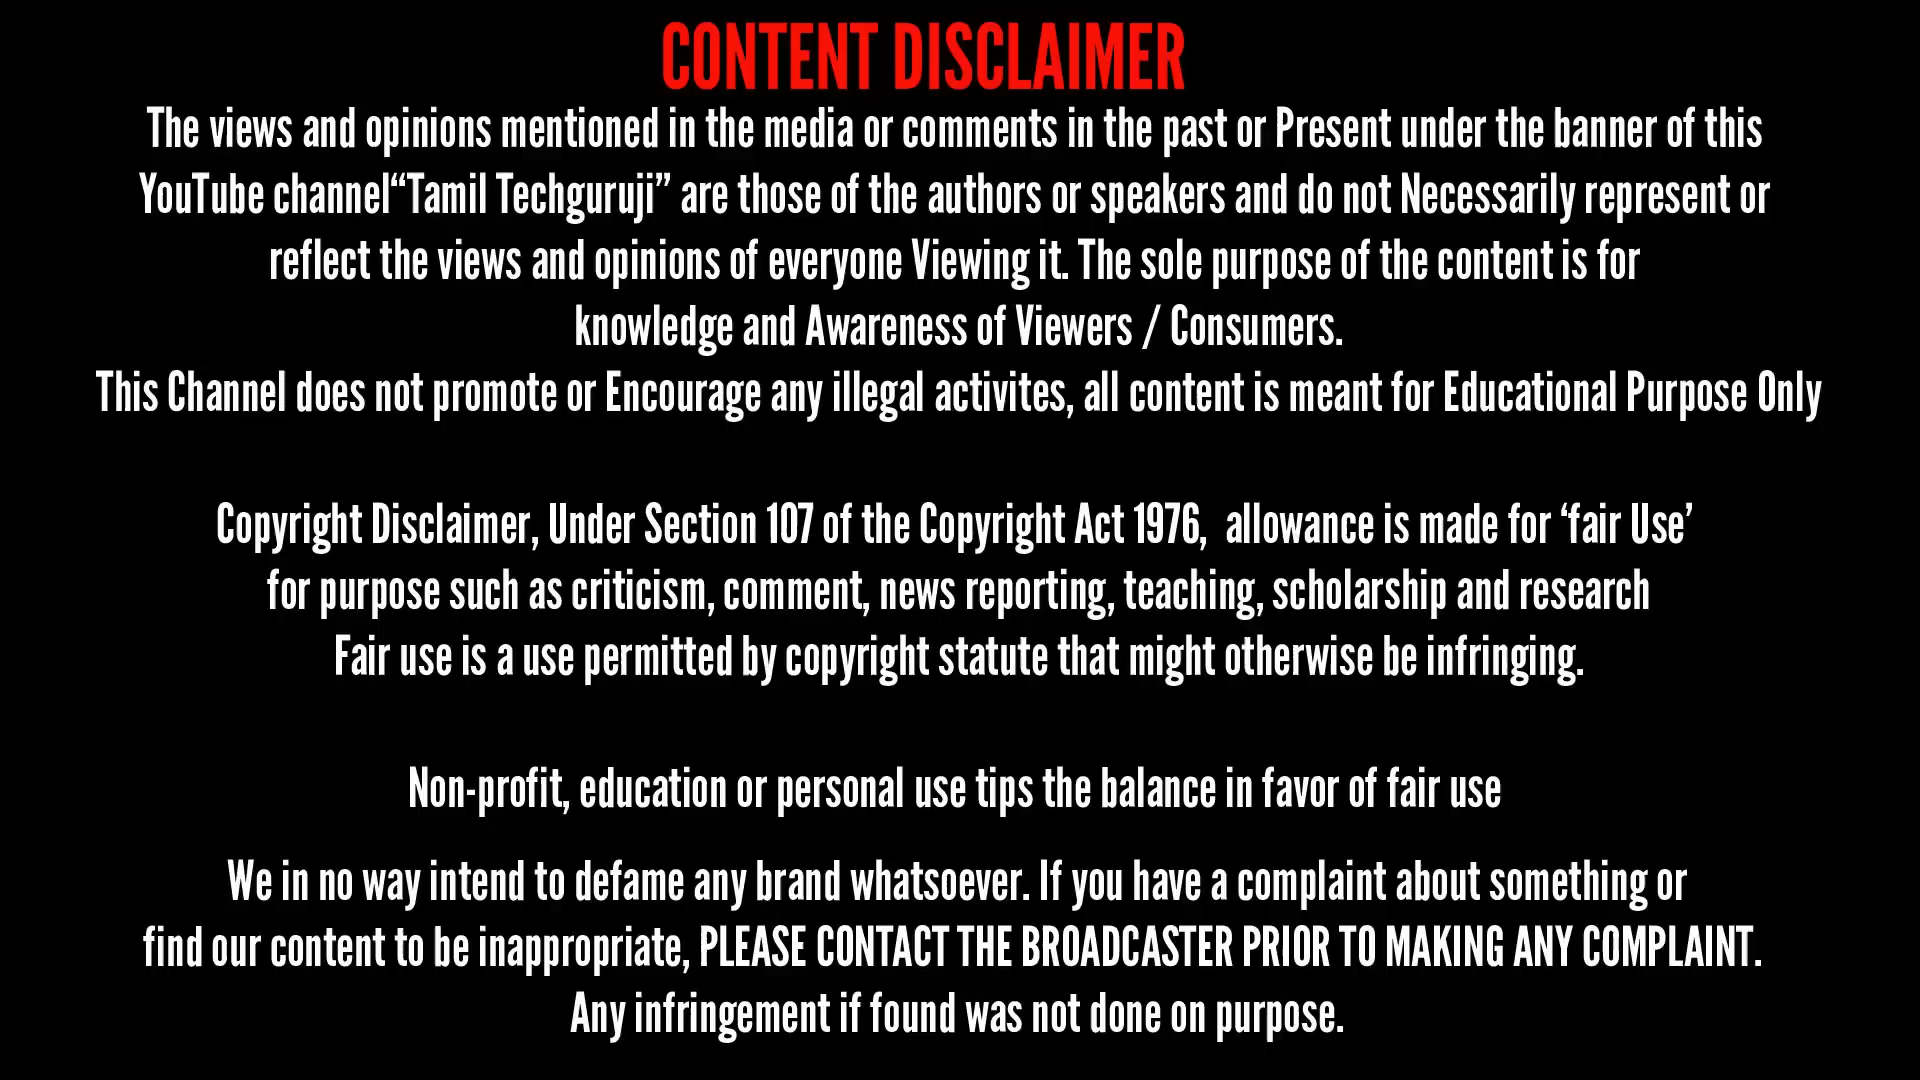 CONTENT DISCLAIMER
The views and opinions mentioned in the media or comments in the past or Present under the banner of this
YouTube channel“Tamil Techguruji” are those of the authors or speakers and do not Necessarily represent or
reflect the views and opinions of everyone Viewing it. The sole purpose of the content is for
knowledge and Awareness of Viewers / Consumers.
This Channel does not promote or Encourage any illegal activites, all content is meant for Educational Purpose Only
Copyright Disclaimer, Under Section 107 of the Copyright Act 1976, allowance is made for ‘fair Use’
for purpose such as criticism, comment, news reporting, teaching, scholarship and research
Fair use is a use permitted by copyright statute that might otherwise be infringing.
Non-profit, education or personal use tips the balance in favor of fair use
We in no way intend to defame any brand whatsoever. If you have a complaint about something or
find our content to be inappropriate, PLEASE CONTACT THE BROADCASTER PRIOR TO MAKING ANY COMPLAINT.
Any infringement if found was not done on purpose.